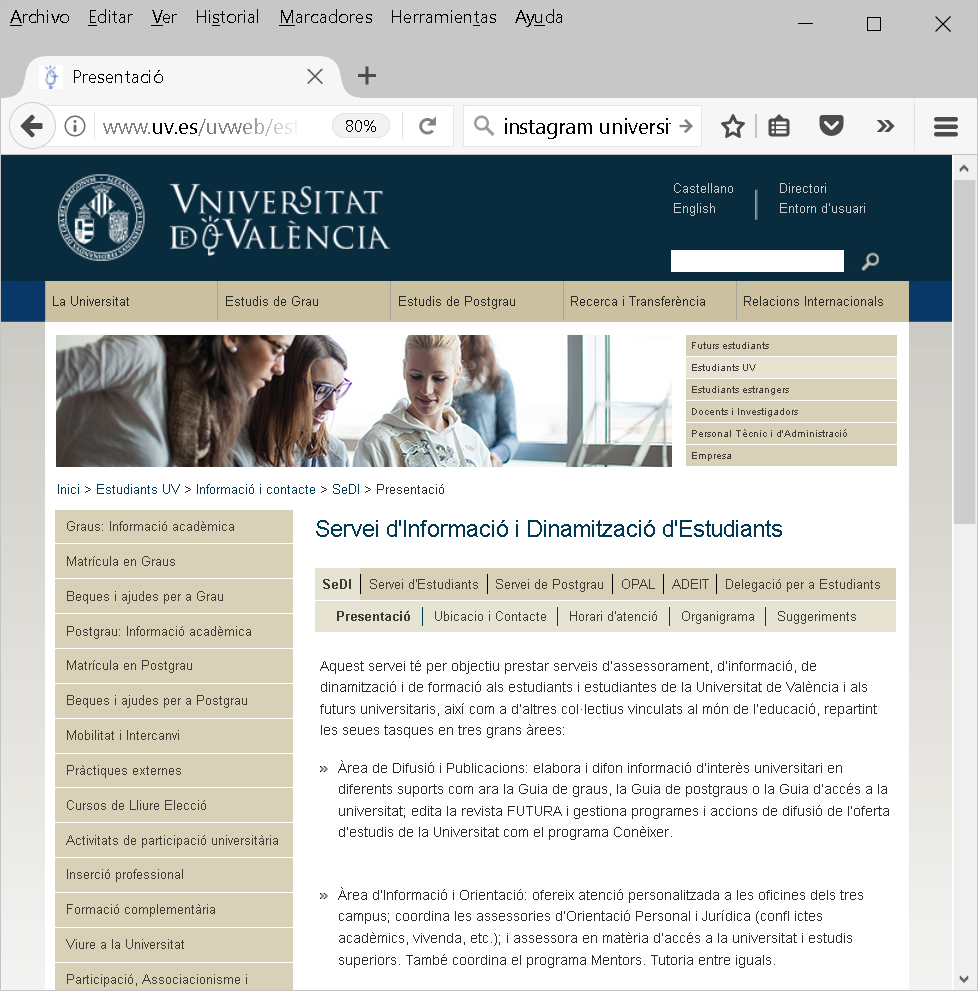 Archivo Editar Ver Historial Marcadores Herramientas Ayuda
Presentació
www.uv.es/uvweb/est 80% instagram universi
VNIVERSITAT
DE VALÈNCIA
Castellano
English
Directori
Entorn d'usuari
La Universitat Estudis de Grau Estudis de Postgrau Recerca i Transferència Relacions Internacionals
Futurs estudiants
Estudiants UV
Estudiants estrangers
Docents i Investigadors
Personal Tècnic i d'Administració
Empresa
Inici > Estudiants UV > Informació i contacte > SeDI > Presentació
Graus: Informació acadèmica
Matrícula en Graus
Beques i ajudes per a Grau
Postgrau: Informació acadèmica
Matrícula en Postgrau
Beques i ajudes per a Postgrau
Mobilitat i Intercanvi
Pràctiques externes
Cursos de Lliure Elecció
Activitats de participació universitària
Inserció professional
Formació complementària
Viure a la Universitat
Participació, Associacionisme i
Servei d'Informació i Dinamització d'Estudiants
SeDI Servei d'Estudiants Servei de Postgrau OPAL ADEIT Delegació per a Estudiants
Presentació Ubicacio i Contacte Horari d'atenció Organigrama Suggeriments
Aquest servei té per objectiu prestar serveis d'assessorament, d'informació, de
dinamització i de formació als estudiants i estudiantes de la Universitat de València i als
futurs universitaris, així com a d'altres col·lectius vinculats al món de l'educació, repartint
les seues tasques en tres grans àrees:
» Àrea de Difusió i Publicacions: elabora i difon informació d'interès universitari en
diferents suports com ara la Guia de graus, la Guia de postgraus o la Guia d'accés a la
universitat; edita la revista FUTURA i gestiona programes i accions de difusió de l'oferta
d'estudis de la Universitat com el programa Conèixer.
» Àrea d'Informació i Orientació: ofereix atenció personalitzada a les oficines dels tres
campus; coordina les assessories d'Orientació Personal i Jurídica (confl ictes
acadèmics, vivenda, etc.); i assessora en matèria d'accés a la universitat i estudis
superiors. També coordina el programa Mentors. Tutoria entre iguals.